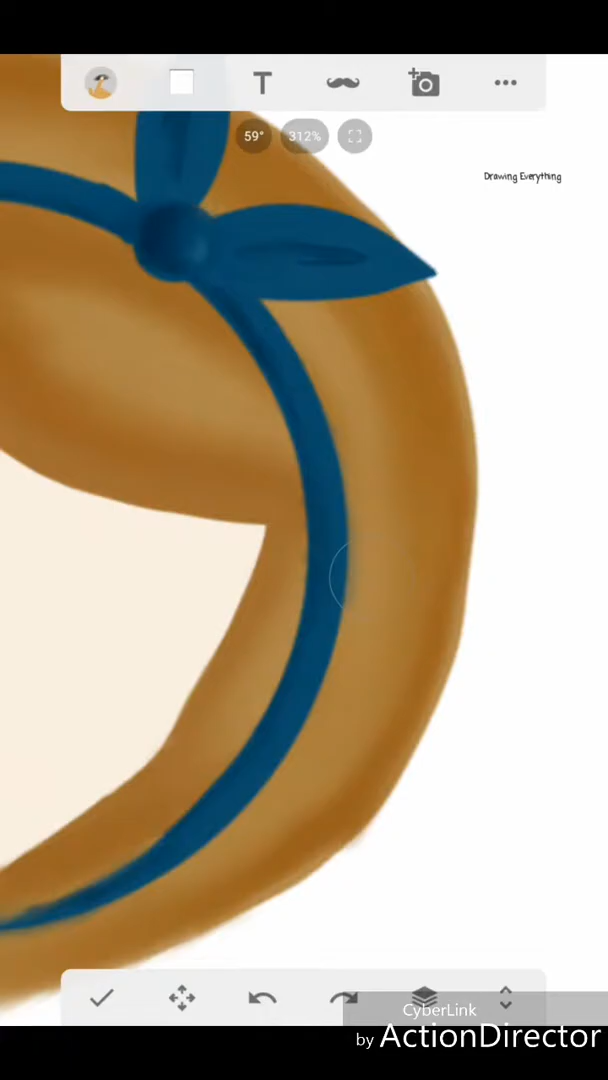 T
59°
312%
Drawing Everything
CyberLink
by ActionDirector